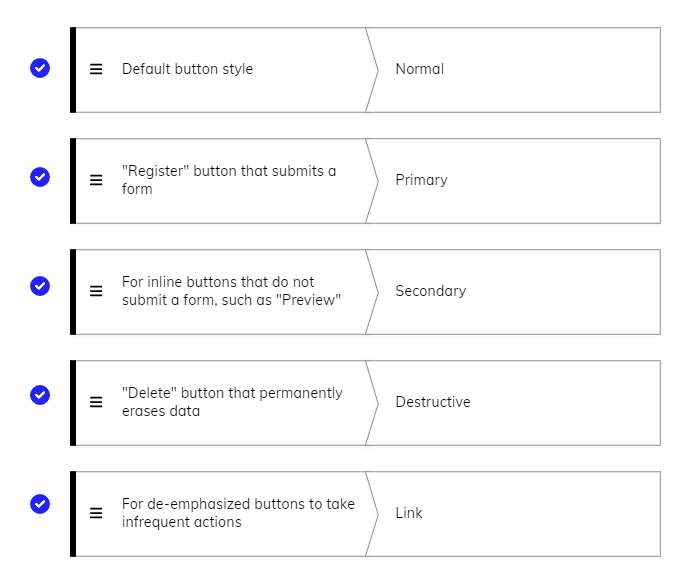 Default button style
Normal
"Register" button that submits a
form
Primary
For inline buttons that do not
submit a form, such as "Preview"
Secondary
"Delete" button that permanently
erases data
Destructive
For de-emphasized buttons to take
infrequent actions
Link